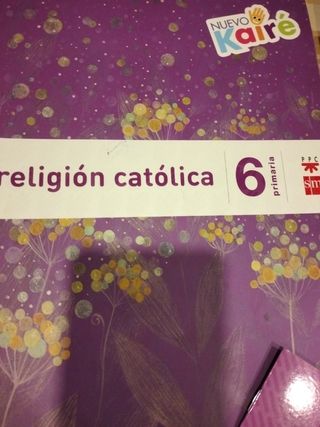 NUEVO
Kairé
religión católica
6
primaria
PPC
sm